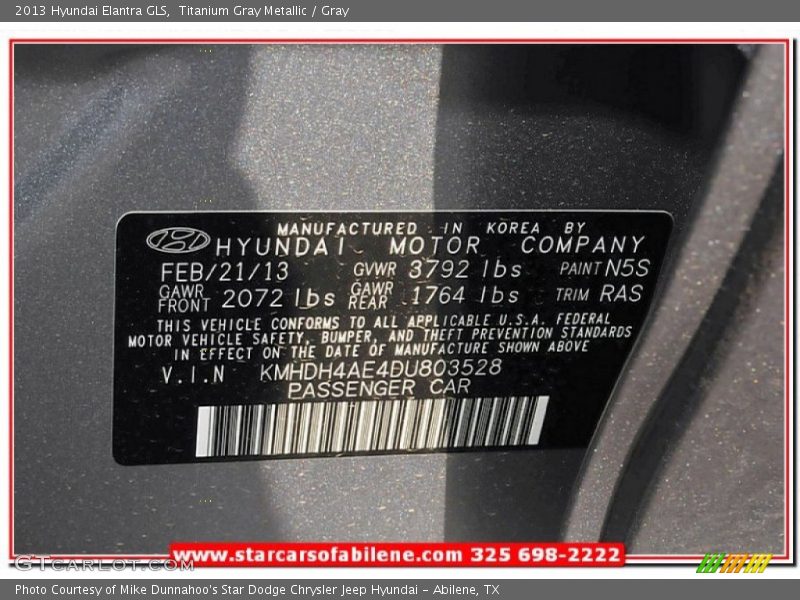 2013 Hyundai Elantra GLS,  Titanium Gray Metallic / Gray
MANUFACTURED IN KOREA BY
HYUNDAI MOTOR COMPANY
FEB/21/13 GVWR 3792 lbs PAINT N5S
GAWR FRONT 2072 lbs GAWR REAR 1764 lbs TRIM RAS
THIS VEHICLE CONFORMS TO ALL APPLICABLE U.S.A. FEDERAL
MOTOR VEHICLE SAFETY, BUMPER, AND THEFT PREVENTION STANDARDS
IN EFFECT ON THE DATE OF MANUFACTURE SHOWN ABOVE
V.I.N KMHDH4AE4DU803528
PASSENGER CAR
www.starcarsofabilene.com 325 698-2222
GTCARLOT.COM
Photo Courtesy of Mike Dunnahoo's Star Dodge Chrysler Jeep Hyundai – Abilene, TX